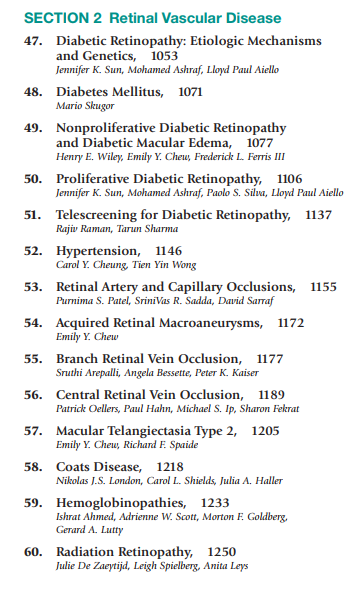 SECTION 2 Retinal Vascular Disease
47. Diabetic Retinopathy: Etiologic Mechanisms
and Genetics, 1053
Jennifer K. Sun, Mohamed Ashraf, Lloyd Paul Aiello
48. Diabetes Mellitus, 1071
Mario Skugor
49. Nonproliferative Diabetic Retinopathy
and Diabetic Macular Edema, 1077
Henry E. Wiley, Emily Y. Chew, Frederick L. Ferris III
50. Proliferative Diabetic Retinopathy, 1106
Jennifer K. Sun, Mohamed Ashraf, Paolo S. Silva, Lloyd Paul Aiello
51. Telescreening for Diabetic Retinopathy, 1137
Rajiv Raman, Tarun Sharma
52. Hypertension, 1146
Carol Y. Cheung, Tien Yin Wong
53. Retinal Artery and Capillary Occlusions, 1155
Purnima S. Patel, SriniVas R. Sadda, David Sarraf
54. Acquired Retinal Macroaneurysms, 1172
Emily Y. Chew
55. Branch Retinal Vein Occlusion, 1177
Sruthi Arepalli, Angela Bessette, Peter K. Kaiser
56. Central Retinal Vein Occlusion, 1189
Patrick Oellers, Paul Hahn, Michael S. Ip, Sharon Fekrat
57. Macular Telangiectasia Type 2, 1205
Emily Y. Chew, Richard F. Spaide
58. Coats Disease, 1218
Nikolas J.S. London, Carol L. Shields, Julia A. Haller
59. Hemoglobinopathies, 1233
Ishrat Ahmed, Adrienne W. Scott, Morton F. Goldberg,
Gerard A. Lutty
60. Radiation Retinopathy, 1250
Julie De Zaeytijd, Leigh Spielberg, Anita Leys